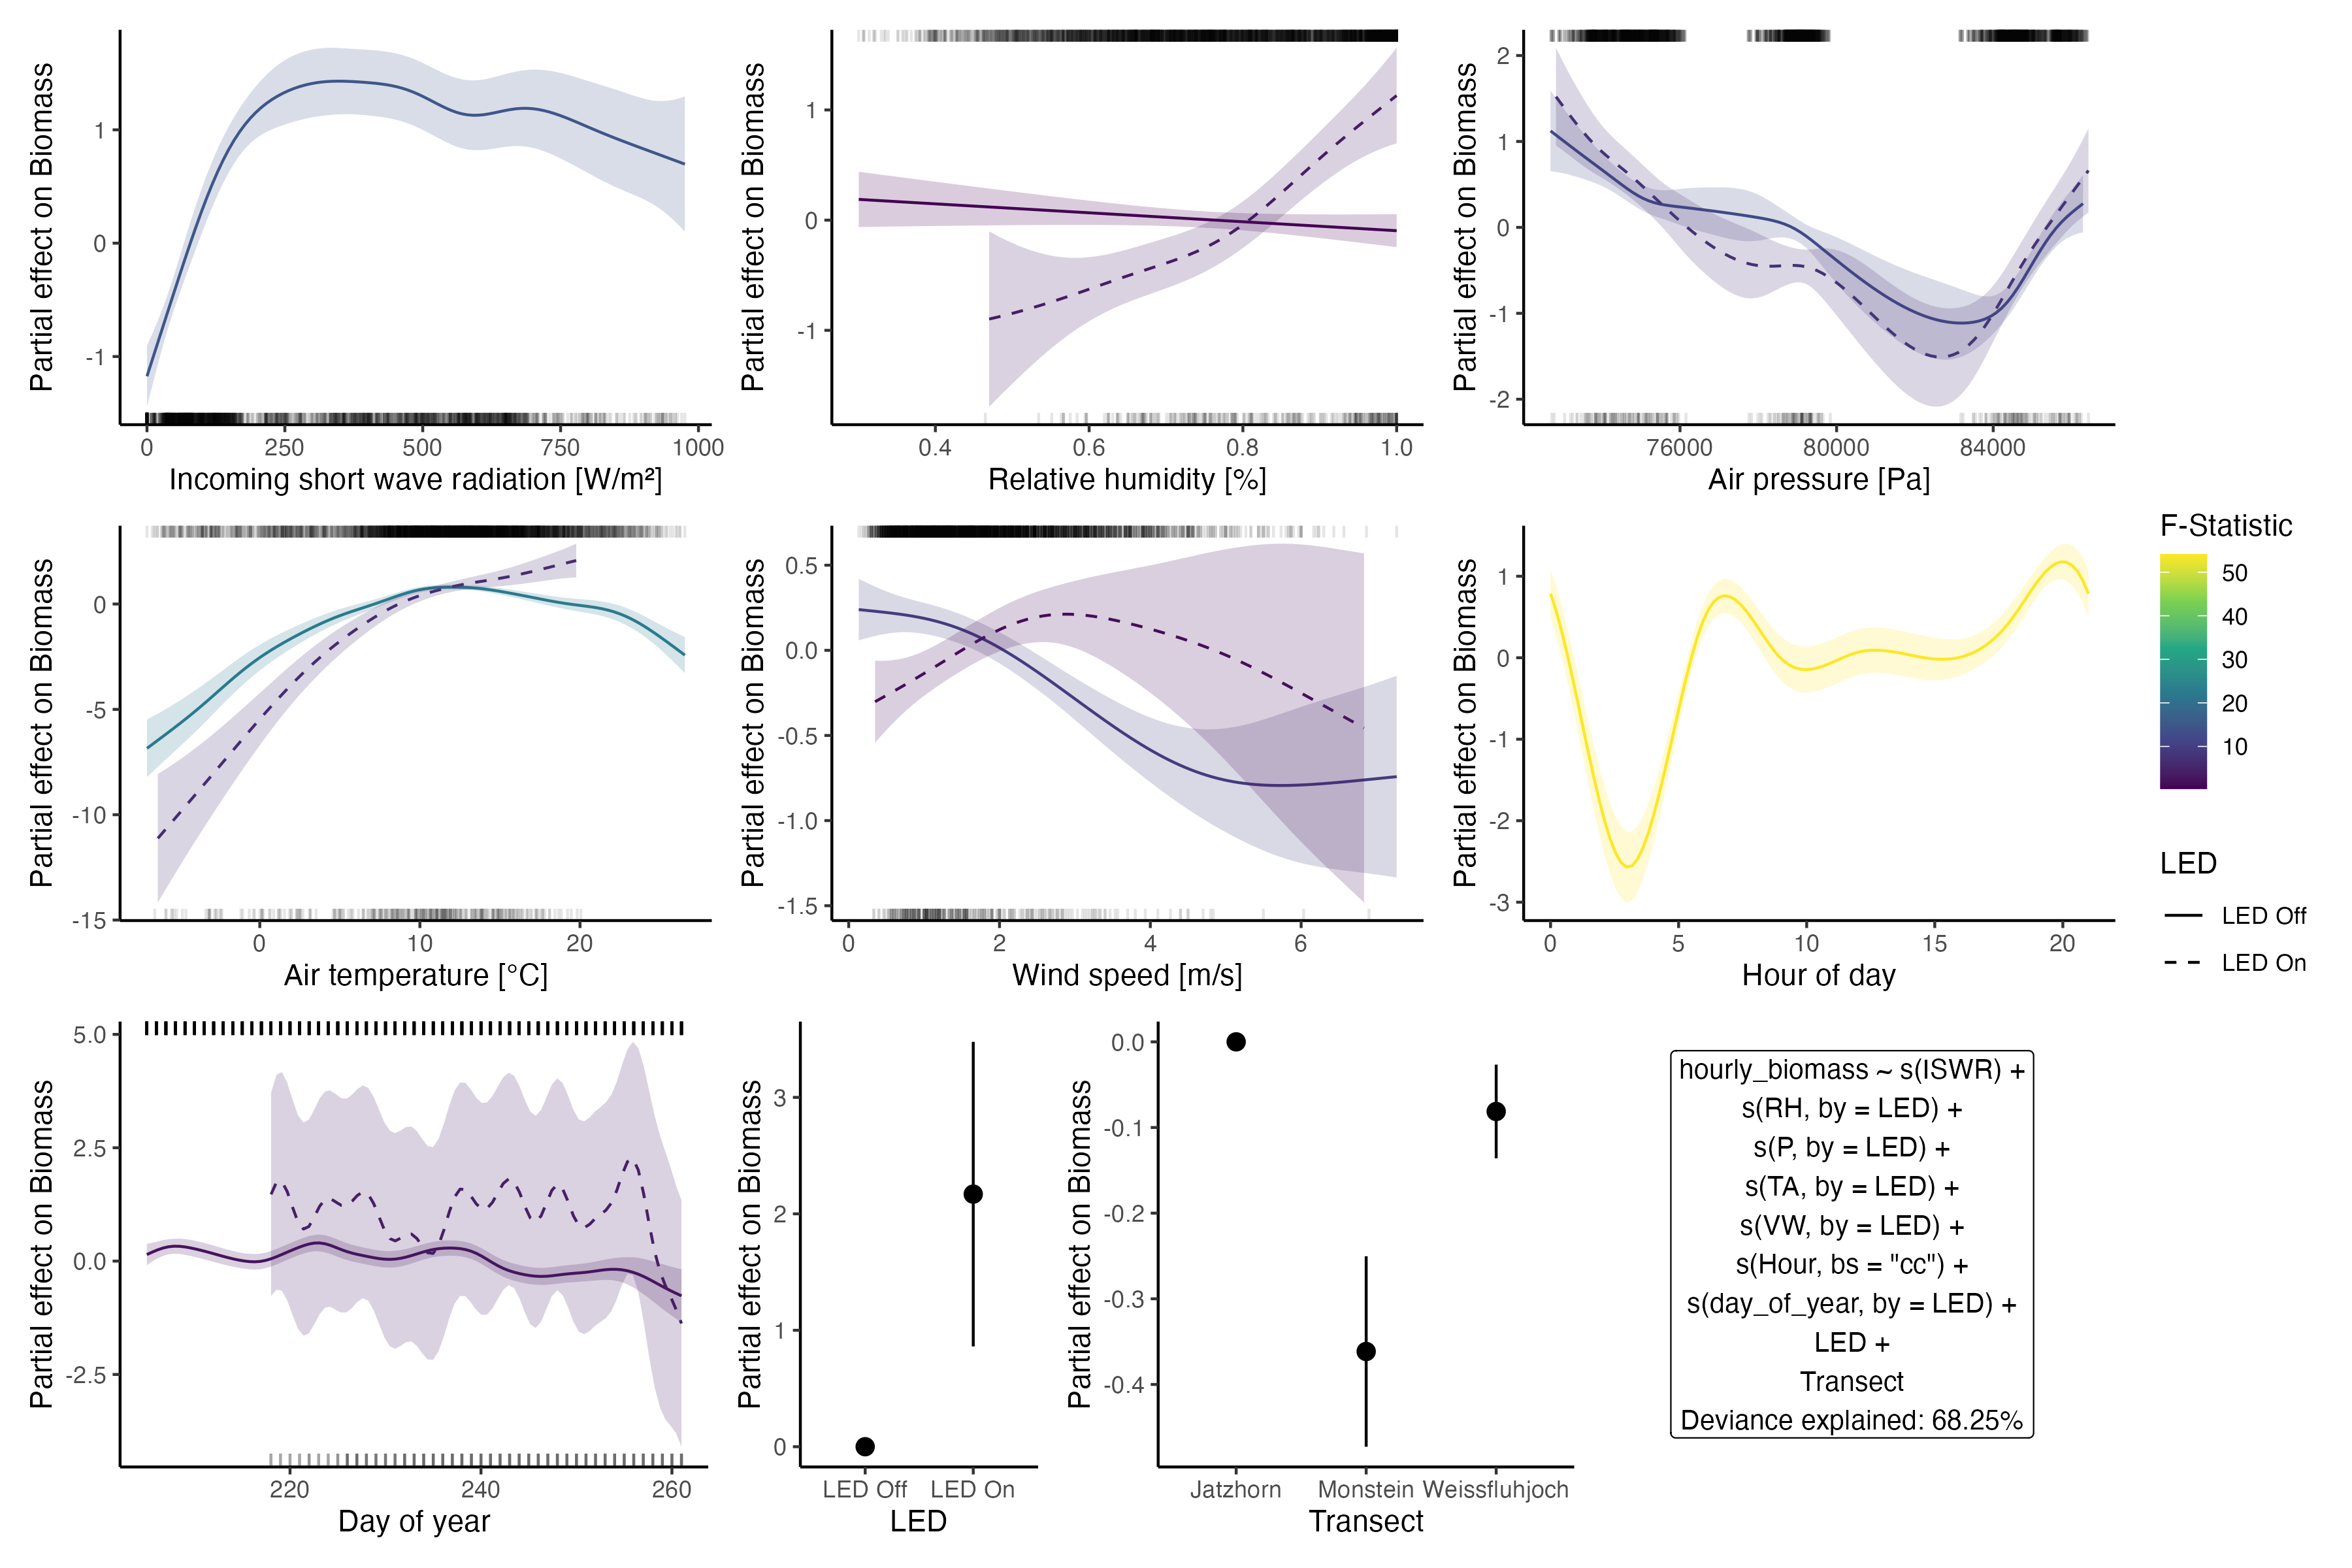 Partial effect on Biomass
1
0
-1
0 250 500 750 1000
Incoming short wave radiation [W/m²]
Partial effect on Biomass
1
0
-1
0.4 0.6 0.8 1.0
Relative humidity [%]
Partial effect on Biomass
2
1
0
-1
-2
76000 80000 84000
Air pressure [Pa]
Partial effect on Biomass
0
-5
-10
-15
0 10 20
Air temperature [°C]
Partial effect on Biomass
0.5
0.0
-0.5
-1.0
-1.5
0 2 4 6
Wind speed [m/s]
Partial effect on Biomass
1
0
-1
-2
-3
0 5 10 15 20
Hour of day
F-Statistic
50
40
30
20
10
LED
LED Off
LED On
Partial effect on Biomass
5.0
2.5
0.0
-2.5
220 240 260
Day of year
Partial effect on Biomass
3
2
1
0
LED Off LED On
LED
Partial effect on Biomass
0.0
-0.1
-0.2
-0.3
-0.4
Jatzhorn Monstein Weissfluhjoch
Transect
hourly_biomass ~ s(ISWR) +
s(RH, by = LED) +
s(P, by = LED) +
s(TA, by = LED) +
s(VW, by = LED) +
s(Hour, bs = "cc") +
s(day_of_year, by = LED) +
LED +
Transect
Deviance explained: 68.25%